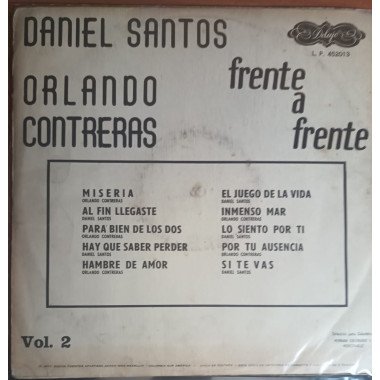 DANIEL SANTOS
Deluxe
L. P. 452013
ORLANDO
CONTRERAS
frente
a
frente
MISERIA
ORLANDO CONTRERAS
AL FIN LLEGASTE
DANIEL SANTOS
PARA BIEN DE LOS DOS
ORLANDO CONTRERAS
HAY QUE SABER PERDER
DANIEL SANTOS
HAMBRE DE AMOR
ORLANDO CONTRERAS
EL JUEGO DE LA VIDA
DANIEL SANTOS
INMENSO MAR
ORLANDO CONTRERAS
LO SIENTO POR TI
DANIEL SANTOS
POR TU AUSENCIA
ORLANDO CONTRERAS
SI TE VAS
DANIEL SANTOS
Vol. 2